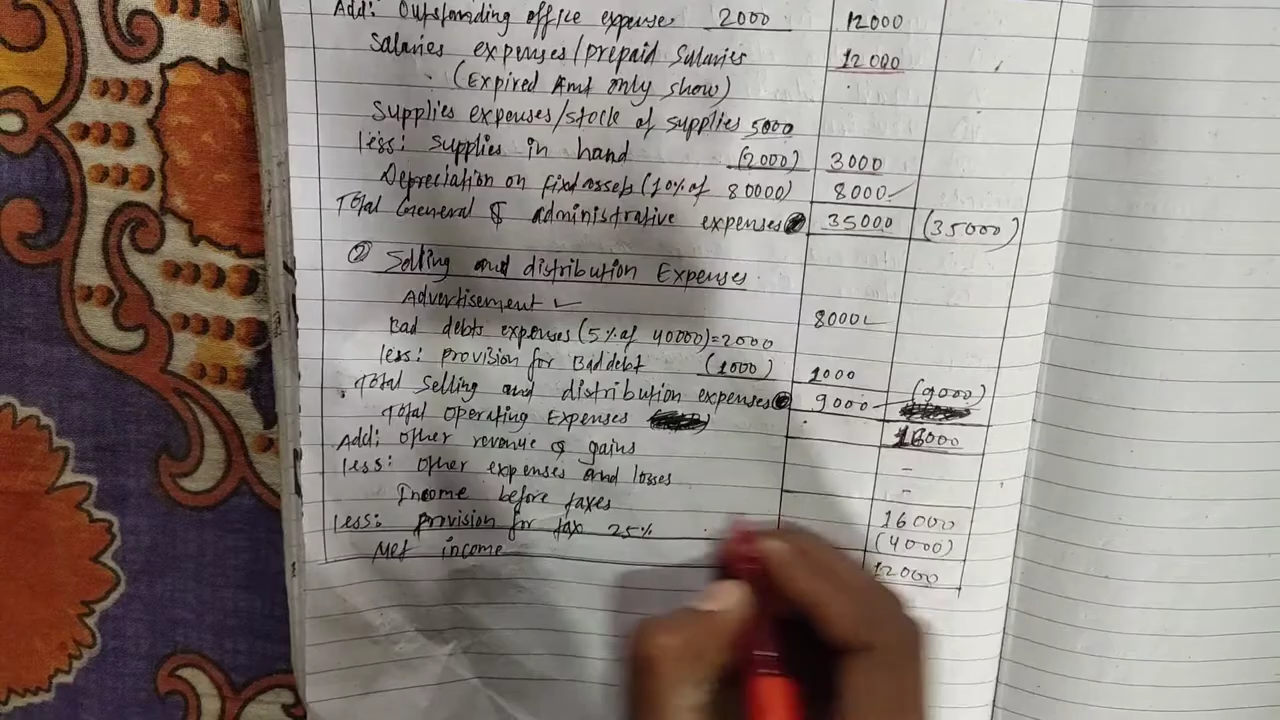 Add: Outstanding office expense 2000 12000
Salaries expenses/prepaid Salaries 12000
(Expired Amt only show)
Supplies expenses/stock of supplies 5000
less: Supplies in hand (2000) 3000
Depreciation on fixd assets (10% of 80000) 8000
Total General & administrative expenses 35000 (35000)
② Selling and distribution Expenses
Advertisement 8000
Bad debts expenses (5% of 40000)=2000
less: provision for Bad debt (1000) 1000
Total Selling and distribution expenses 9000 (9000)
Total Operating Expenses 16000
Add: Other revenue & gains -
less: Other expenses and losses -
Income before taxes 16000
less: Provision for tax 25% (4000)
Net income 12000